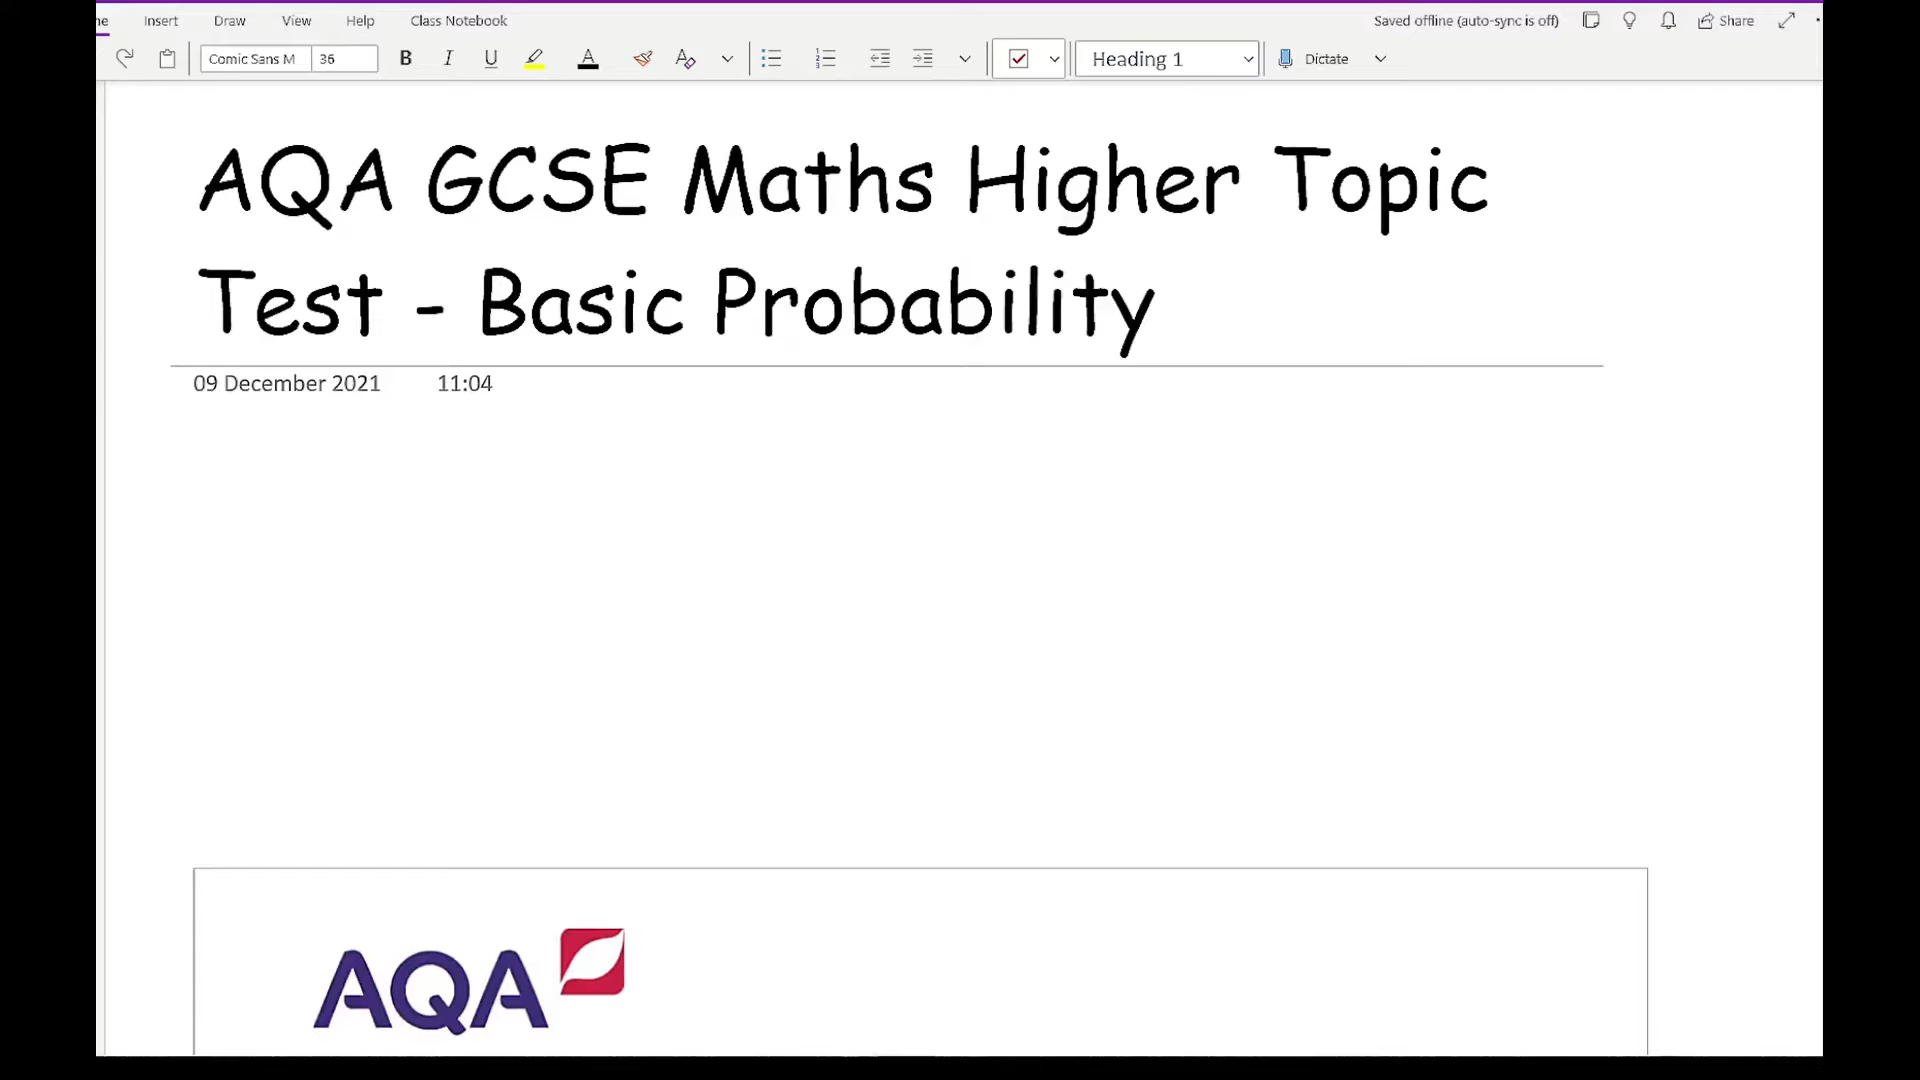 Insert Draw View Help Class Notebook Saved offline (auto-sync is off) Share
Comic Sans M 36 B I U A A Heading 1 Dictate
AQA GCSE Maths Higher Topic
Test - Basic Probability
09 December 2021 11:04
AQA